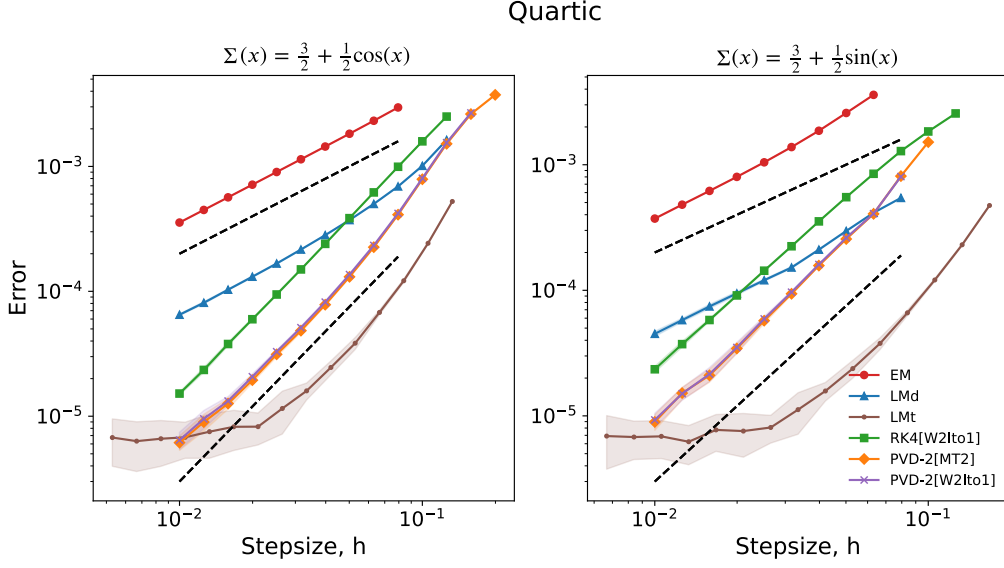 Quartic
Σ(x) = 3/2 + 1/2 cos(x)
Σ(x) = 3/2 + 1/2 sin(x)
Error
10⁻³
10⁻⁴
10⁻⁵
10⁻²
10⁻¹
Stepsize, h
10⁻³
10⁻⁴
10⁻⁵
10⁻²
10⁻¹
Stepsize, h
EM
LMd
LMt
RK4[W2Ito1]
PVD-2[MT2]
PVD-2[W2Ito1]